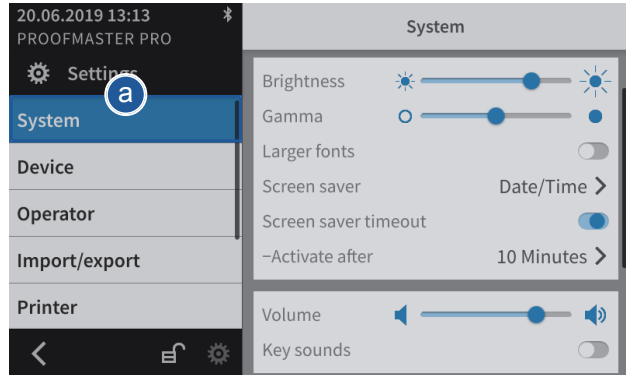 20.06.2019 13:13
PROOFMASTER PRO
Settings
a
System
Device
Operator
Import/export
Printer
System
Brightness
Gamma
Larger fonts
Screen saver Date/Time
Screen saver timeout
–Activate after 10 Minutes
Volume
Key sounds